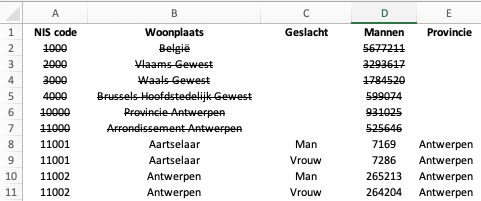 A B C D E
1 NIS code Woonplaats Geslacht Mannen Provincie
2 1000 België 5677211
3 2000 Vlaams Gewest 3293617
4 3000 Waals Gewest 1784520
5 4000 Brussels Hoofdstedelijk Gewest 599074
6 10000 Provincie Antwerpen 931025
7 11000 Arrondissement Antwerpen 525646
8 11001 Aartselaar Man 7169 Antwerpen
9 11001 Aartselaar Vrouw 7286 Antwerpen
10 11002 Antwerpen Man 265213 Antwerpen
11 11002 Antwerpen Vrouw 264204 Antwerpen